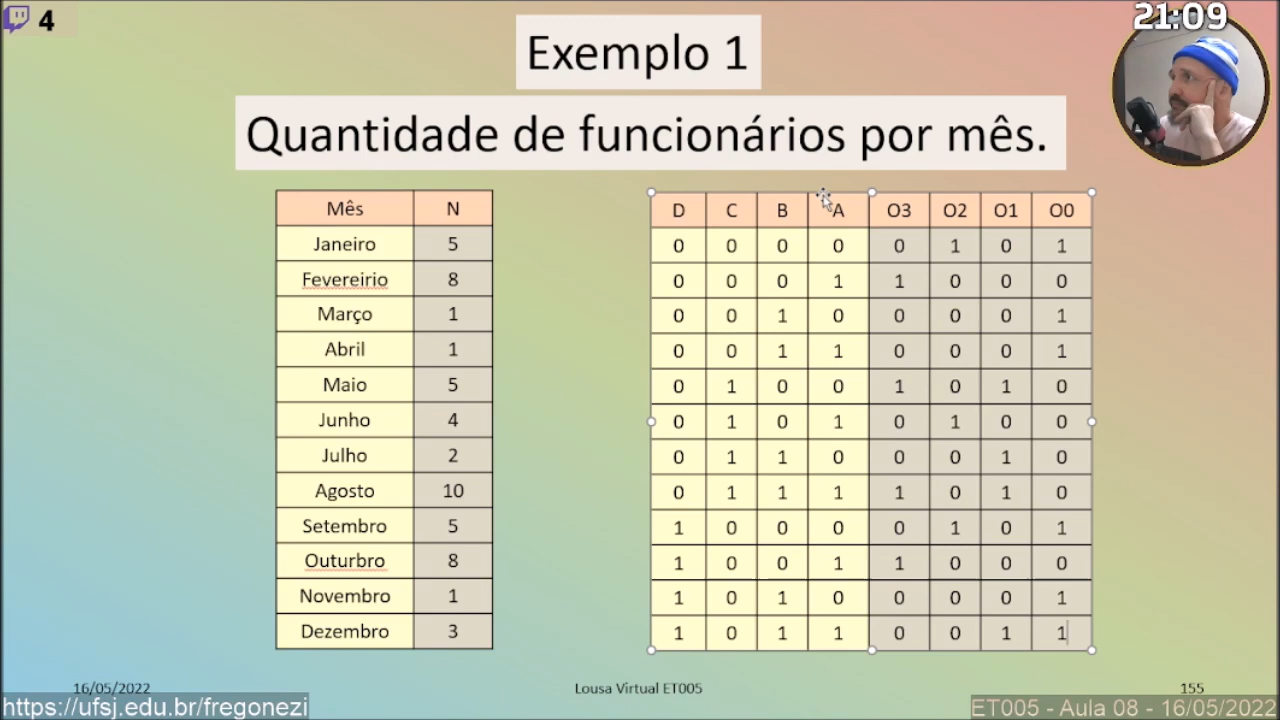 4
21:09
Exemplo 1
Quantidade de funcionários por mês.
Mês N
Janeiro 5
Fevereirio 8
Março 1
Abril 1
Maio 5
Junho 4
Julho 2
Agosto 10
Setembro 5
Outurbro 8
Novembro 1
Dezembro 3
D C B A O3 O2 O1 O0
0 0 0 0 0 1 0 1
0 0 0 1 1 0 0 0
0 0 1 0 0 0 0 1
0 0 1 1 0 0 0 1
0 1 0 0 1 0 1 0
0 1 0 1 0 1 0 0
0 1 1 0 0 0 1 0
0 1 1 1 1 0 1 0
1 0 0 0 0 1 0 1
1 0 0 1 1 0 0 0
1 0 1 0 0 0 0 1
1 0 1 1 0 0 1 1
16/05/2022 Lousa Virtual ET005 155
https://ufsj.edu.br/fregonezi ET005 - Aula 08 - 16/05/2022